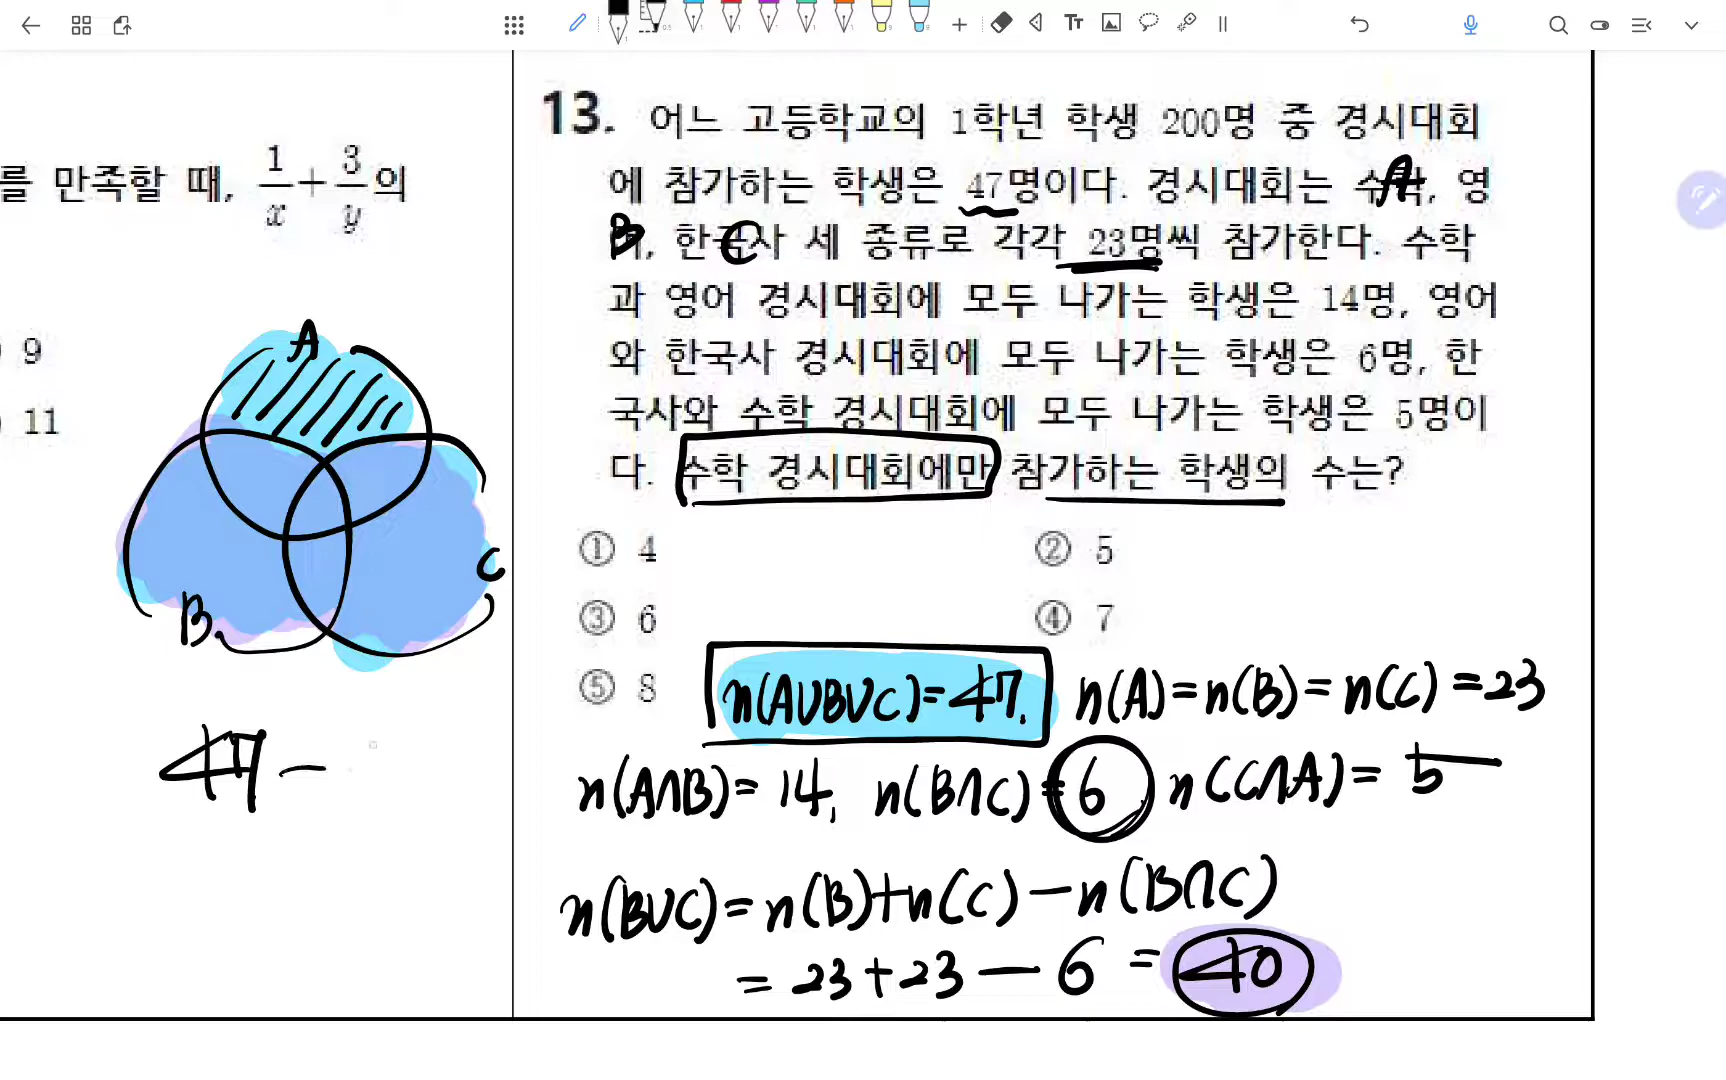 를 만족할 때, 1/x + 3/y 의
9
11
A
B
C
47 −
13. 어느 고등학교의 1학년 학생 200명 중 경시대회
에 참가하는 학생은 47명이다. 경시대회는 A, 영
B, 한C사 세 종류로 각각 23명씩 참가한다. 수학
과 영어 경시대회에 모두 나가는 학생은 14명, 영어
와 한국사 경시대회에 모두 나가는 학생은 6명, 한
국사와 수학 경시대회에 모두 나가는 학생은 5명이
다. 수학 경시대회에만 참가하는 학생의 수는?
① 4 ② 5
③ 6 ④ 7
⑤ 8
n(A∪B∪C)=47. n(A)=n(B)=n(C)=23
n(A∩B)=14, n(B∩C)=6 n(C∩A)=5
n(B∪C)=n(B)+n(C)−n(B∩C)
=23+23−6=40